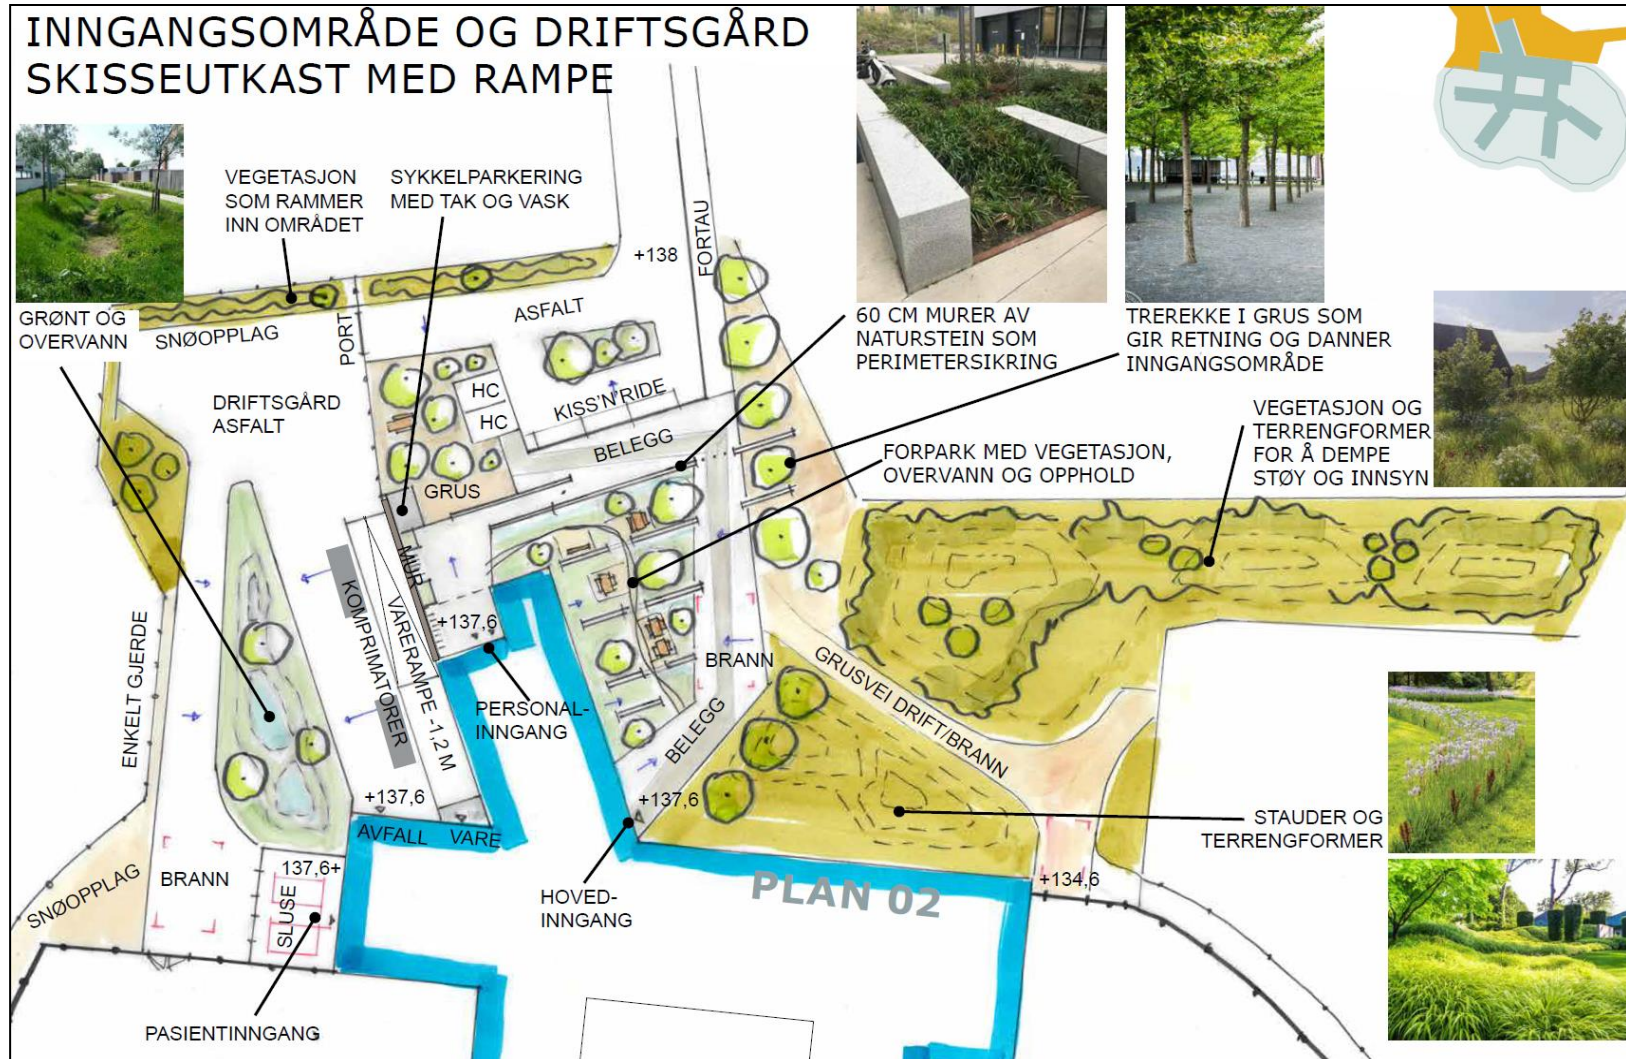 INNGANGSOMRÅDE OG DRIFTSGÅRD
SKISSEUTKAST MED RAMPE
VEGETASJON
SOM RAMMER
INN OMRÅDET
SYKKELPARKERING
MED TAK OG VASK
+138
FORTAU
GRØNT OG
OVERVANN
SNØOPPLAG
PORT
ASFALT
60 CM MURER AV
NATURSTEIN SOM
PERIMETERSIKRING
TREREKKE I GRUS SOM
GIR RETNING OG DANNER
INNGANGSOMRÅDE
DRIFTSGÅRD
ASFALT
HC
HC
KISS'N'RIDE
BELEGG
GRUS
FORPARK MED VEGETASJON,
OVERVANN OG OPPHOLD
VEGETASJON OG
TERRENGFORMER
FOR Å DEMPE
STØY OG INNSYN
MUR
KOMPRIMATORER
VARERAMPE -1,2 M
+137,6
ENKELT GJERDE
PERSONAL-
INNGANG
BRANN
BELEGG
GRUSVEI DRIFT/BRANN
+137,6
+137,6
AVFALL
VARE
STAUDER OG
TERRENGFORMER
SNØOPPLAG
BRANN
137,6+
SLUSE
HOVED-
INNGANG
PLAN 02
+134,6
PASIENTINNGANG